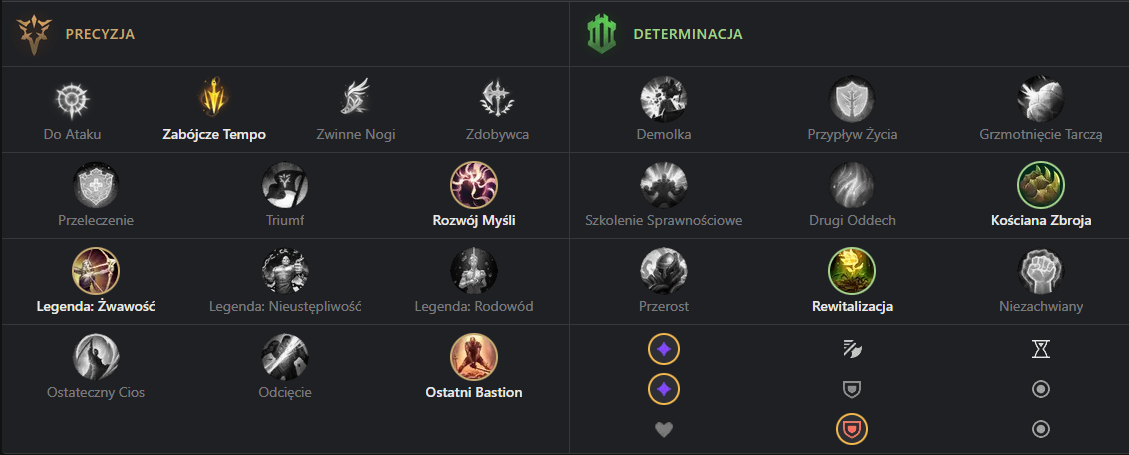 PRECYZJA
Do Ataku Zabójcze Tempo Zwinne Nogi Zdobywca
Przeleczenie Triumf Rozwój Myśli
Legenda: Żwawość Legenda: Nieustępliwość Legenda: Rodowód
Ostateczny Cios Odcięcie Ostatni Bastion
DETERMINACJA
Demolka Przypływ Życia Grzmotnięcie Tarczą
Szkolenie Sprawnościowe Drugi Oddech Kościana Zbroja
Przerost Rewitalizacja Niezachwiany